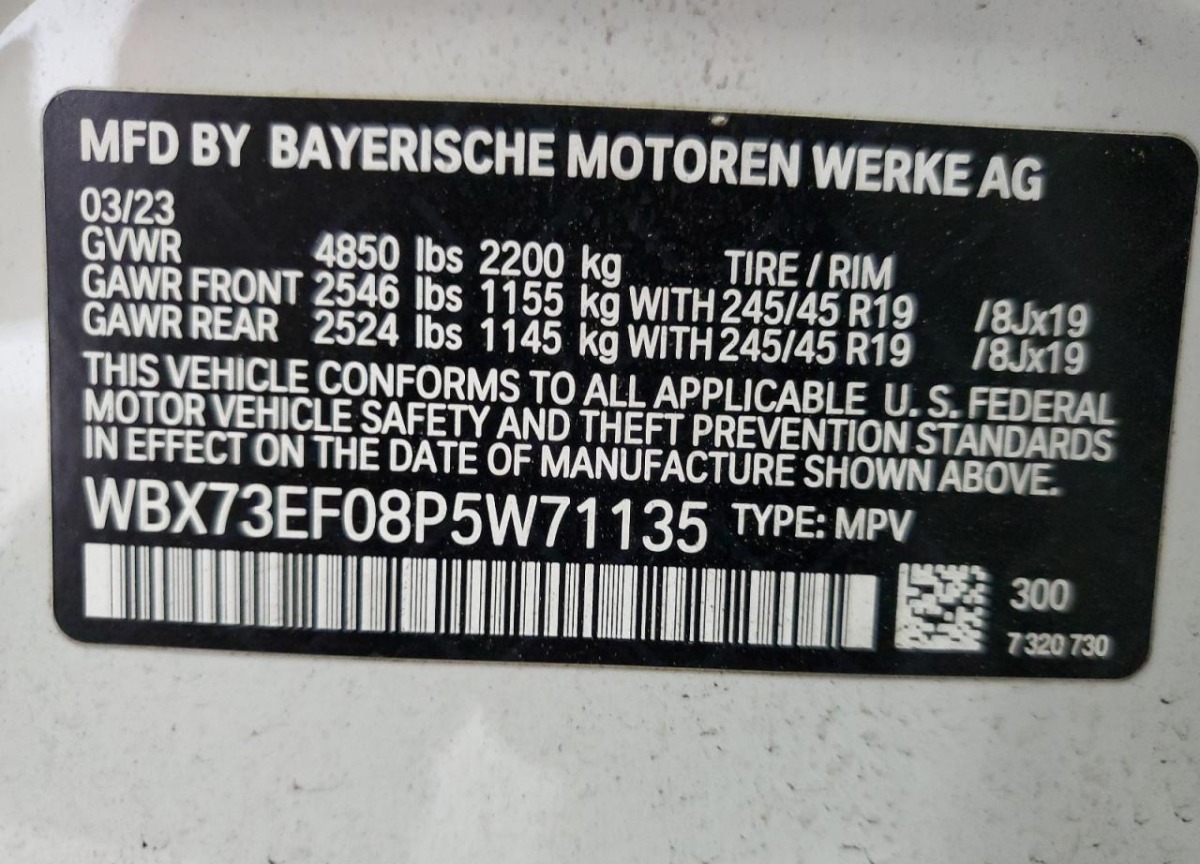 MFD BY BAYERISCHE MOTOREN WERKE AG
03/23
GVWR 4850 lbs 2200 kg TIRE / RIM
GAWR FRONT 2546 lbs 1155 kg WITH 245/45 R19 /8Jx19
GAWR REAR 2524 lbs 1145 kg WITH 245/45 R19 /8Jx19
THIS VEHICLE CONFORMS TO ALL APPLICABLE U. S. FEDERAL
MOTOR VEHICLE SAFETY AND THEFT PREVENTION STANDARDS
IN EFFECT ON THE DATE OF MANUFACTURE SHOWN ABOVE.
WBX73EF08P5W71135 TYPE: MPV
300
7 320 730